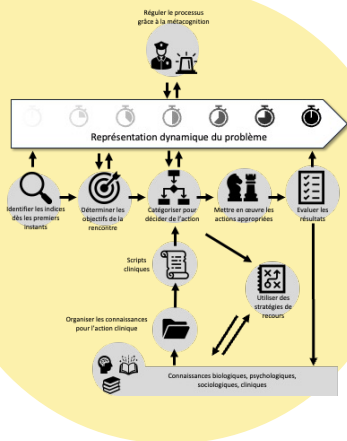 Réguler le processus
grâce à la métacognition
Représentation dynamique du problème
Identifier les indices
dès les premiers
instants
Déterminer les
objectifs de la
rencontre
Catégoriser pour
décider de l'action
Mettre en œuvre les
actions appropriées
Evaluer les
résultats
Scripts
cliniques
Utiliser des
stratégies de
recours
Organiser les connaissances
pour l'action clinique
Connaissances biologiques, psychologiques,
sociologiques, cliniques